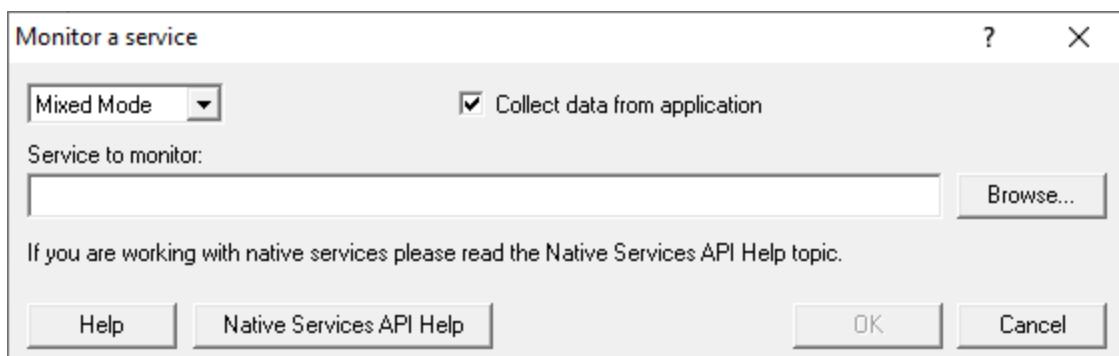 Monitor a service ?
Mixed Mode Collect data from application
Service to monitor:
Browse...
If you are working with native services please read the Native Services API Help topic.
Help Native Services API Help OK Cancel